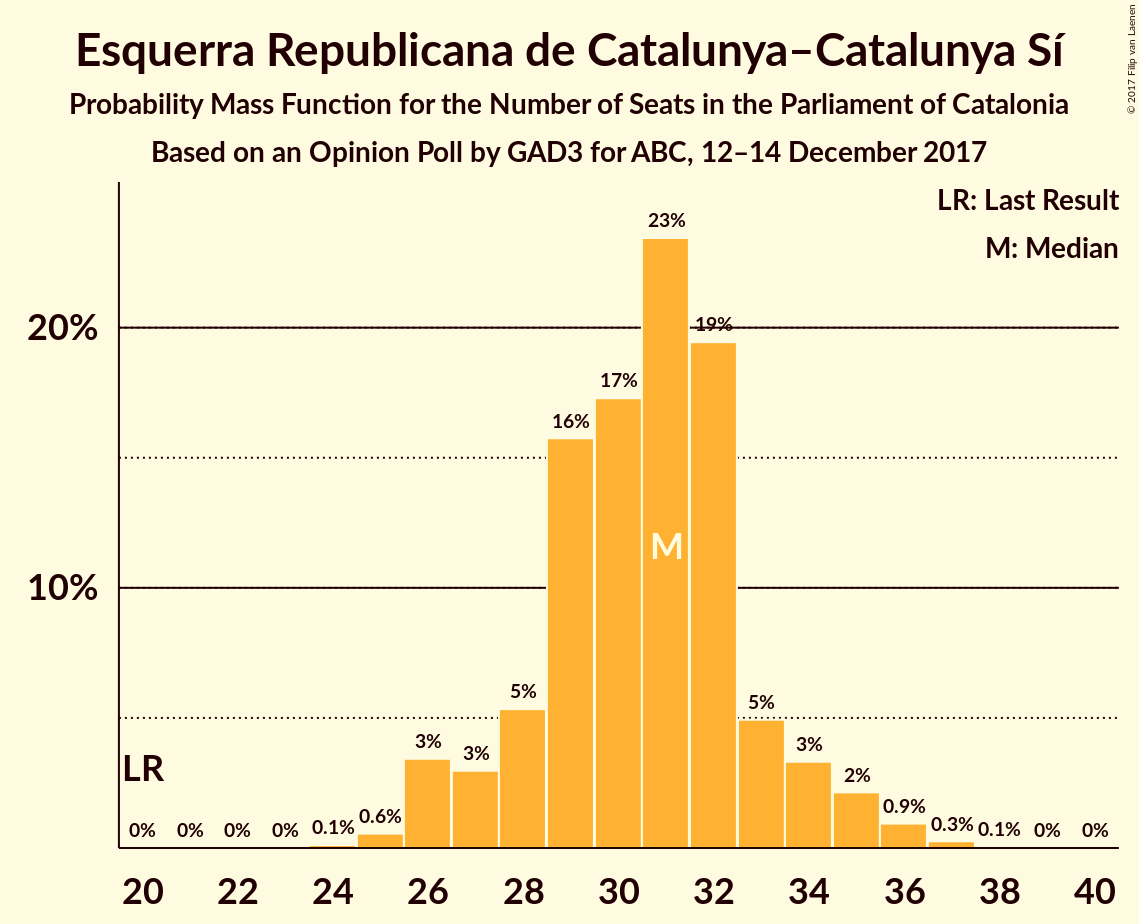 Esquerra Republicana de Catalunya–Catalunya Sí
Probability Mass Function for the Number of Seats in the Parliament of Catalonia
Based on an Opinion Poll by GAD3 for ABC, 12–14 December 2017
© 2017 Filip van Laenen
LR: Last Result
M: Median
20%
10%
LR
M
0% 0% 0% 0% 0.1% 0.6% 3% 3% 5% 16% 17% 23% 19% 5% 3% 2% 0.9% 0.3% 0.1% 0% 0%
20 22 24 26 28 30 32 34 36 38 40